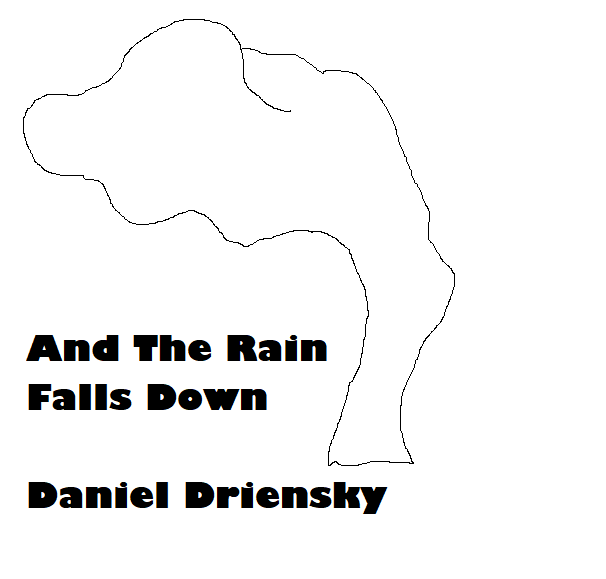 And The Rain
Falls Down
Daniel Driensky